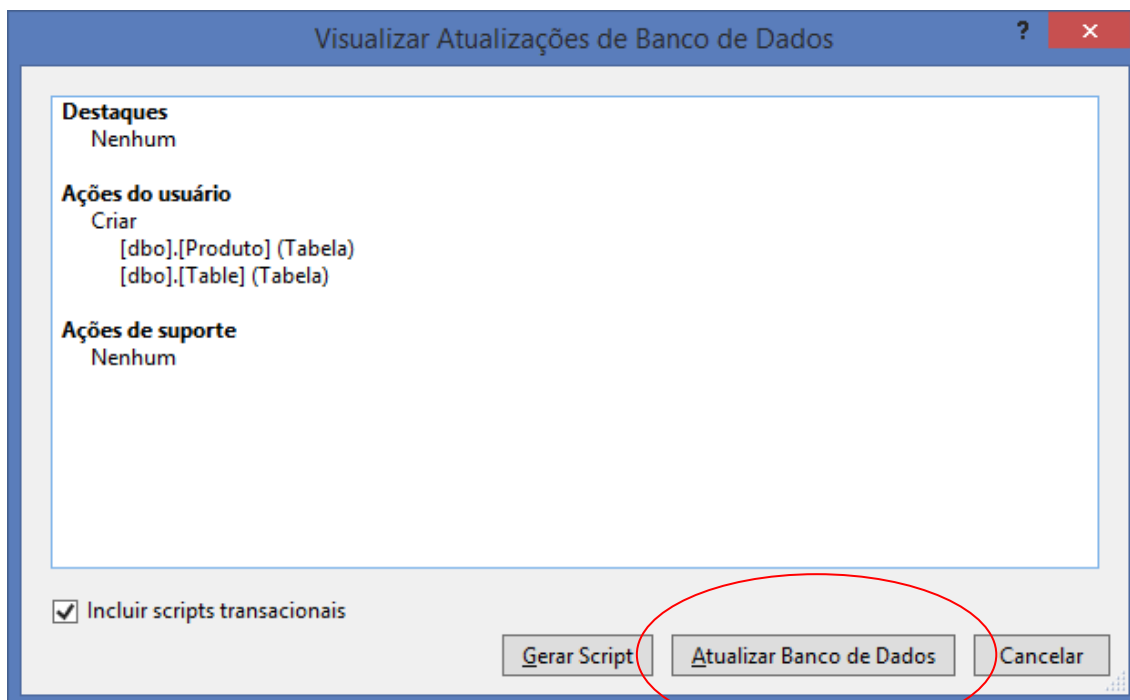 Visualizar Atualizações de Banco de Dados
?
Destaques
Nenhum
Ações do usuário
Criar
[dbo].[Produto] (Tabela)
[dbo].[Table] (Tabela)
Ações de suporte
Nenhum
Incluir scripts transacionais
Gerar Script
Atualizar Banco de Dados
Cancelar